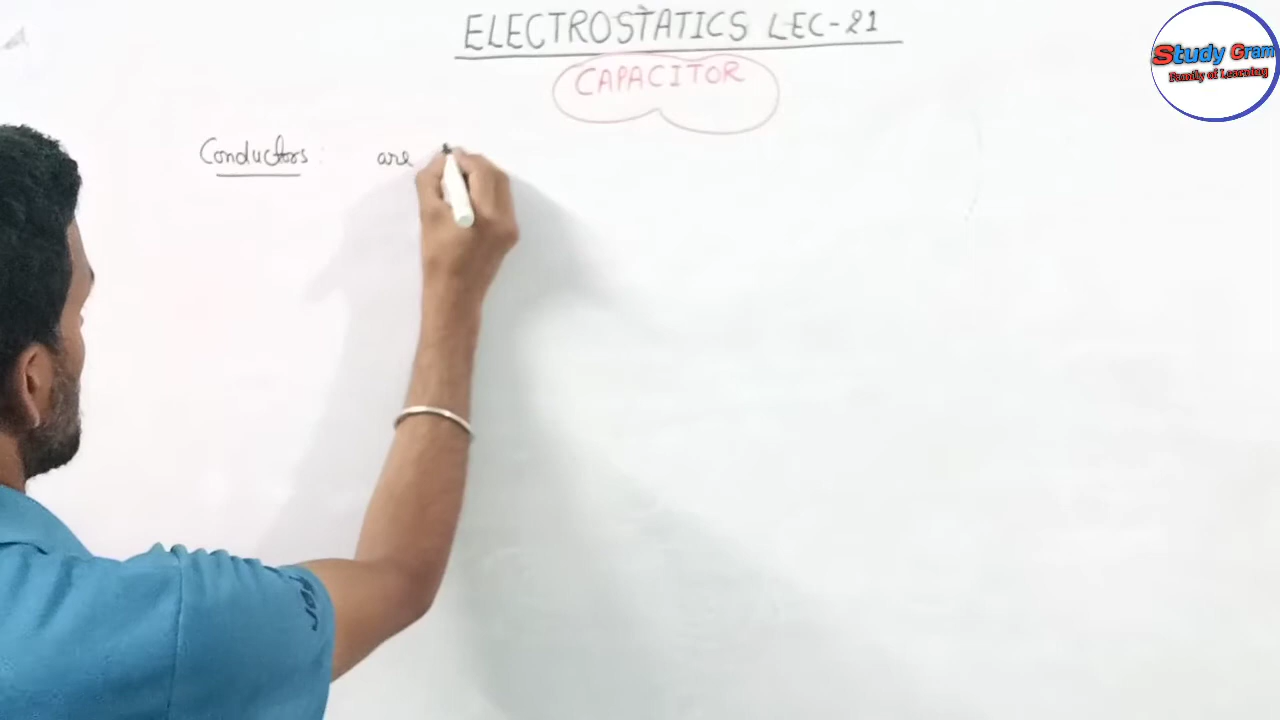 ELECTROSTATICS LEC-21
CAPACITOR
Conductors: are
Study Gram
Family of Learning